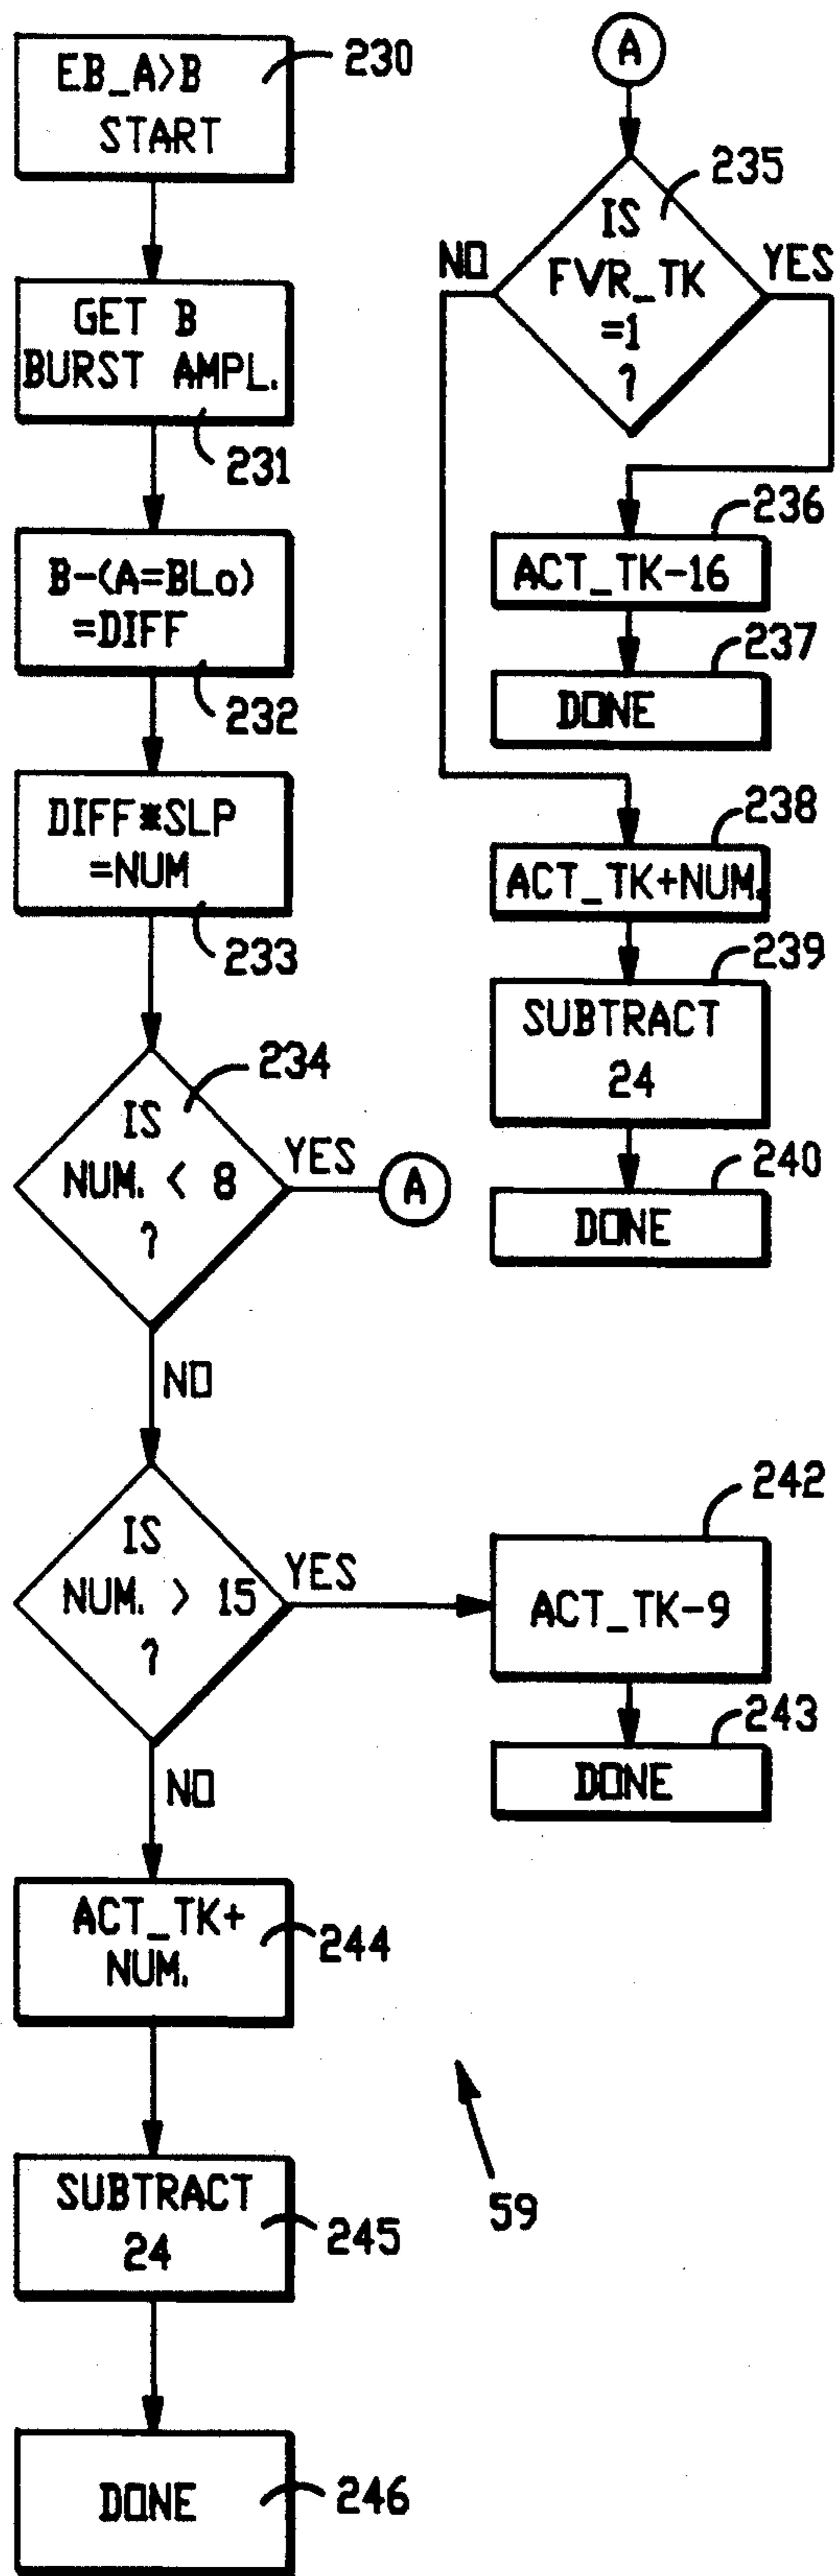 EB_A>B
START
230
GET B
BURST AMPL.
231
B-(A=BLo)
=DIFF
232
DIFF*SLP
=NUM
233
234
IS
NUM. < 8
?
YES
A
NO
IS
NUM. > 15
?
YES
NO
ACT_TK+
NUM.
244
SUBTRACT
24
245
DONE
246
A
235
IS
FVR_TK
=1
?
NO
YES
236
ACT_TK-16
237
DONE
238
ACT_TK+NUM.
239
SUBTRACT
24
240
DONE
242
ACT_TK-9
243
DONE
59